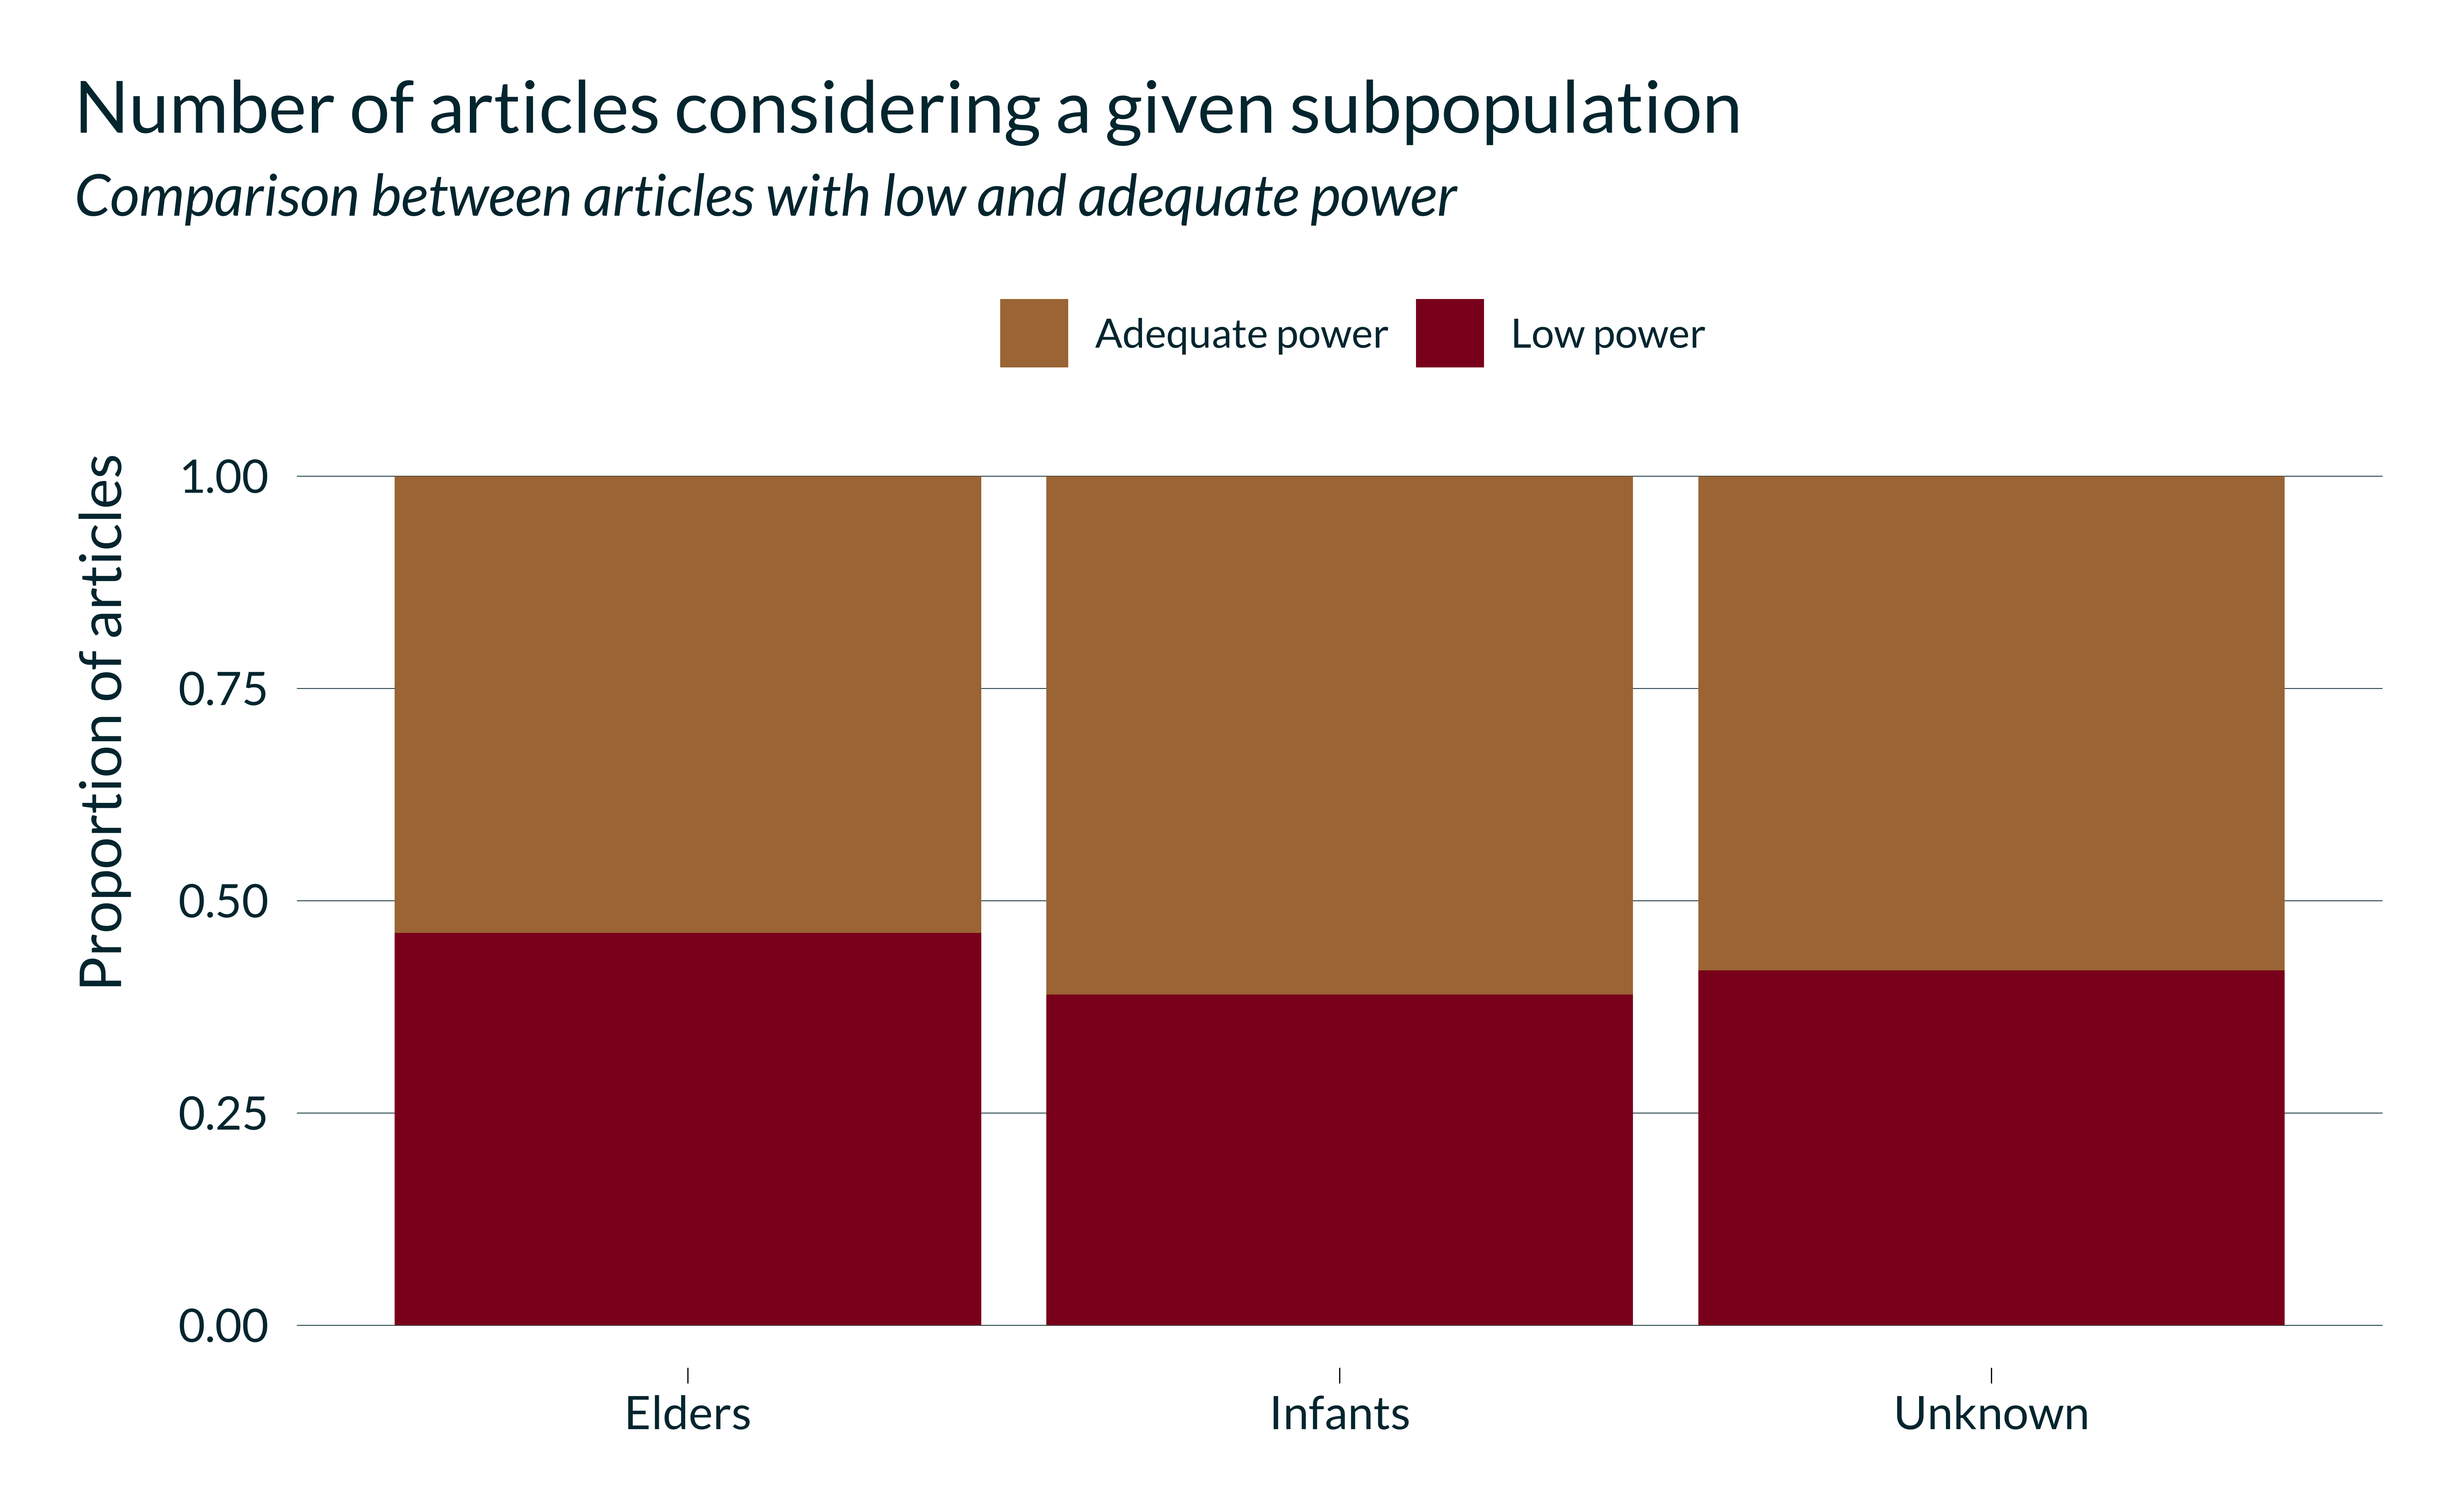 Number of articles considering a given subpopulation
Comparison between articles with low and adequate power
Adequate power
Low power
Proportion of articles
1.00
0.75
0.50
0.25
0.00
Elders
Infants
Unknown